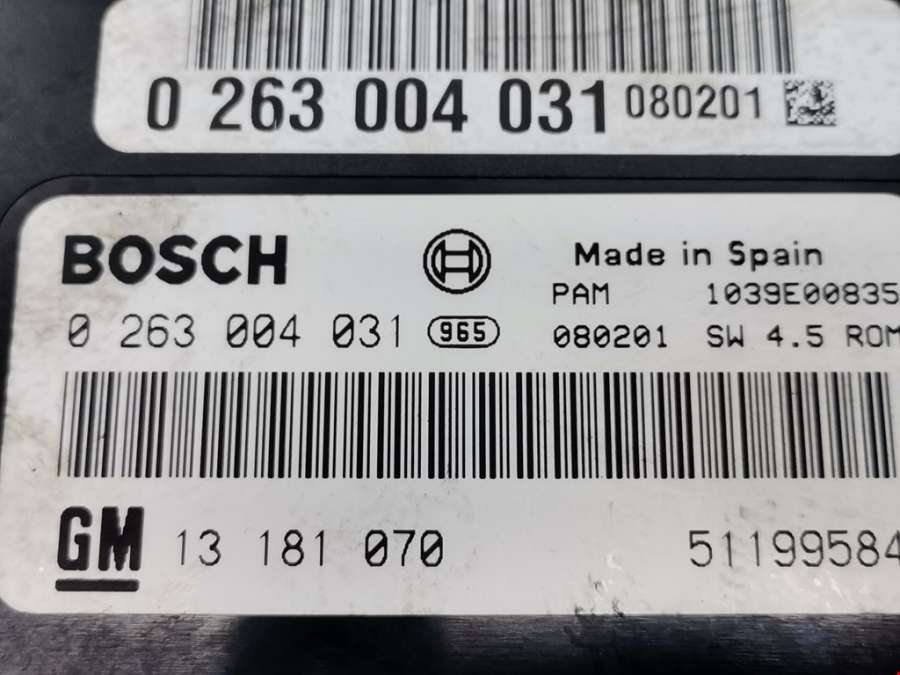 0 263 004 031 080201
BOSCH Made in Spain
PAM 1039E00835
0 263 004 031 965 080201 SW 4.5 ROM
GM 13 181 070 51199584